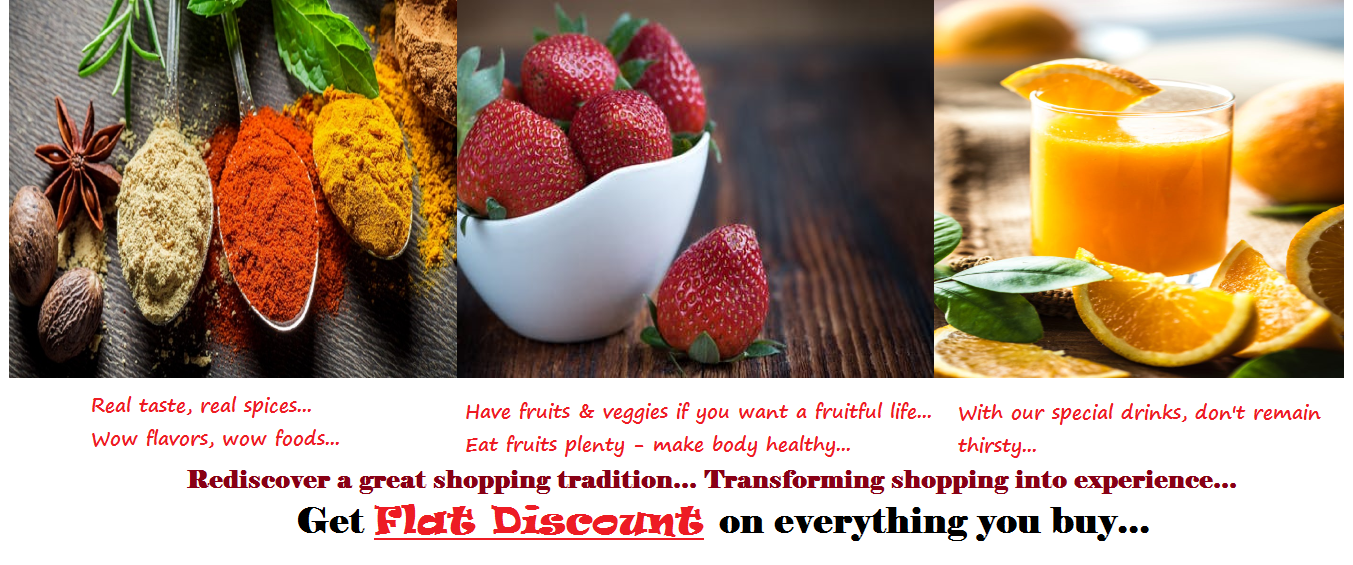 Real taste, real spices...
Wow flavors, wow foods...
Have fruits & veggies if you want a fruitful life...
Eat fruits plenty - make body healthy...
With our special drinks, don't remain
thirsty...
Rediscover a great shopping tradition... Transforming shopping into experience...
Get Flat Discount on everything you buy...